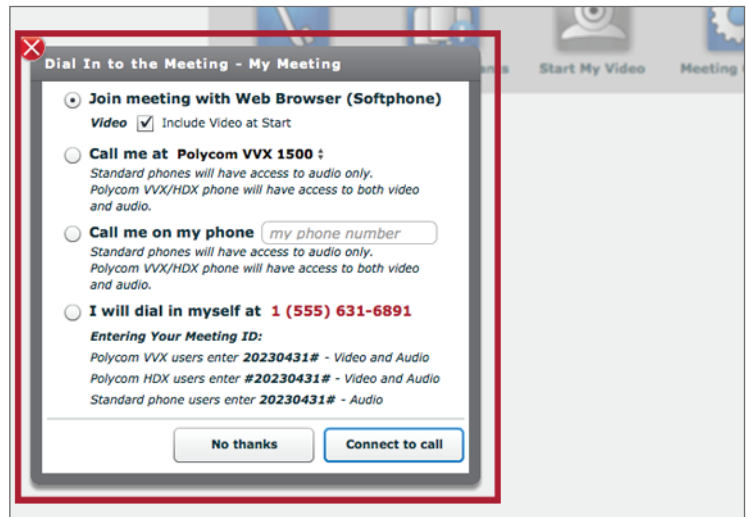 Start My Video
Meeting
Dial In to the Meeting - My Meeting
Join meeting with Web Browser (Softphone)
Video Include Video at Start
Call me at Polycom VVX 1500
Standard phones will have access to audio only.
Polycom VVX/HDX phone will have access to both video
and audio.
Call me on my phone my phone number
Standard phones will have access to audio only.
Polycom VVX/HDX phone will have access to both video
and audio.
I will dial in myself at 1 (555) 631-6891
Entering Your Meeting ID:
Polycom VVX users enter 20230431# - Video and Audio
Polycom HDX users enter #20230431# - Video and Audio
Standard phone users enter 20230431# - Audio
No thanks Connect to call